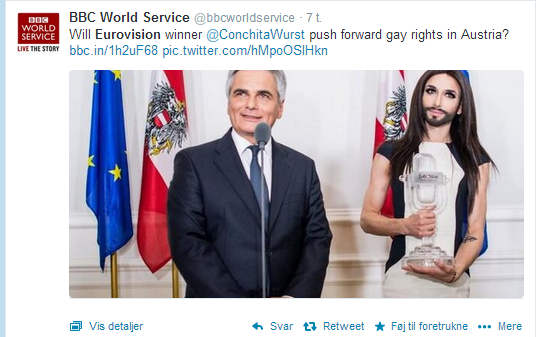 BBC
WORLD
SERVICE
LIVE THE STORY
BBC World Service @bbcworldservice · 7 t.
Will Eurovision winner @ConchitaWurst push forward gay rights in Austria?
bbc.in/1h2uF68 pic.twitter.com/hMpoOSlHkn
Vis detaljer Svar Retweet Føj til foretrukne Mere